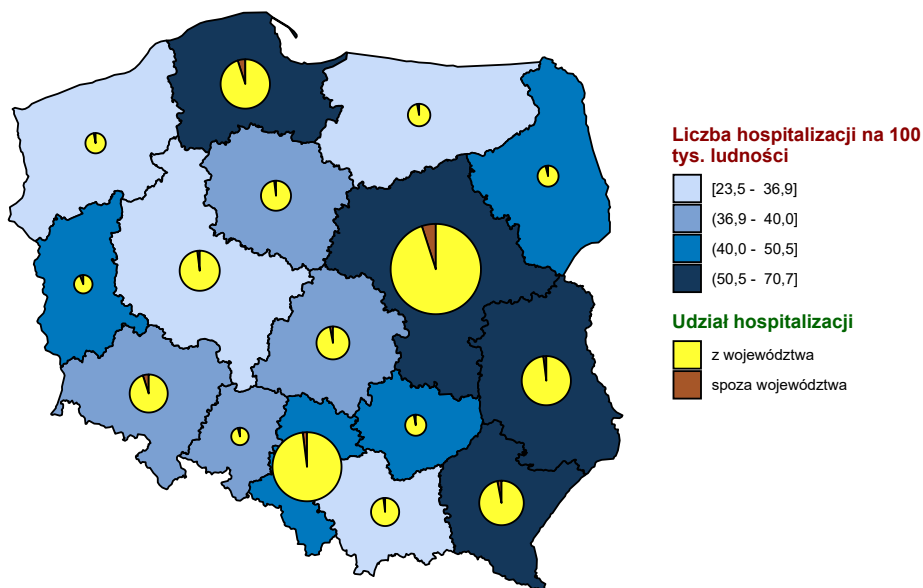 Liczba hospitalizacji na 100
tys. ludności
[23,5 - 36,9]
(36,9 - 40,0]
(40,0 - 50,5]
(50,5 - 70,7]
Udział hospitalizacji
z województwa
spoza województwa